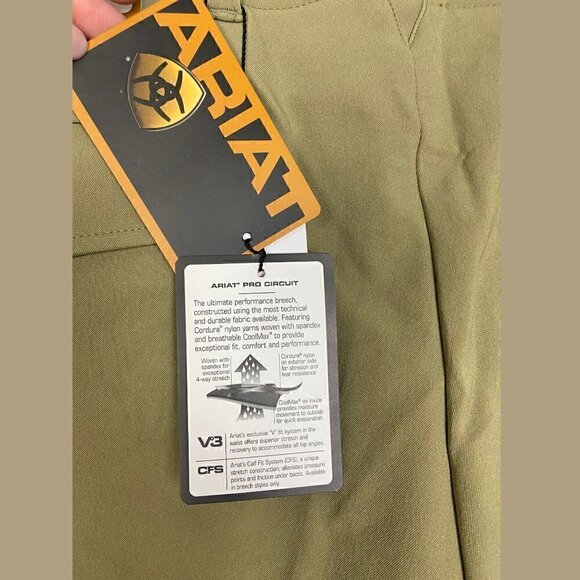 ARIAT
ARIAT® PRO CIRCUIT
The ultimate performance breech,
constructed using the most technical
and durable fabric available. Featuring
Cordura® nylon yarns woven with spandex
and breathable CoolMax® to provide
exceptional fit, comfort and performance.
Woven with
spandex for
exceptional
4-way stretch
Cordura® nylon
on exterior side
for abrasion and
tear resistance
CoolMax® on inside
provides moisture
movement to outside
for quick evaporation
V3
Ariat's exclusive "V" fit system in the
waist offers superior stretch and
recovery to accommodate all hip angles.
CFS
Ariat's Calf Fit System (CFS), a unique
stretch construction, alleviates pressure
points and friction under boots. Available
in breech styles only.